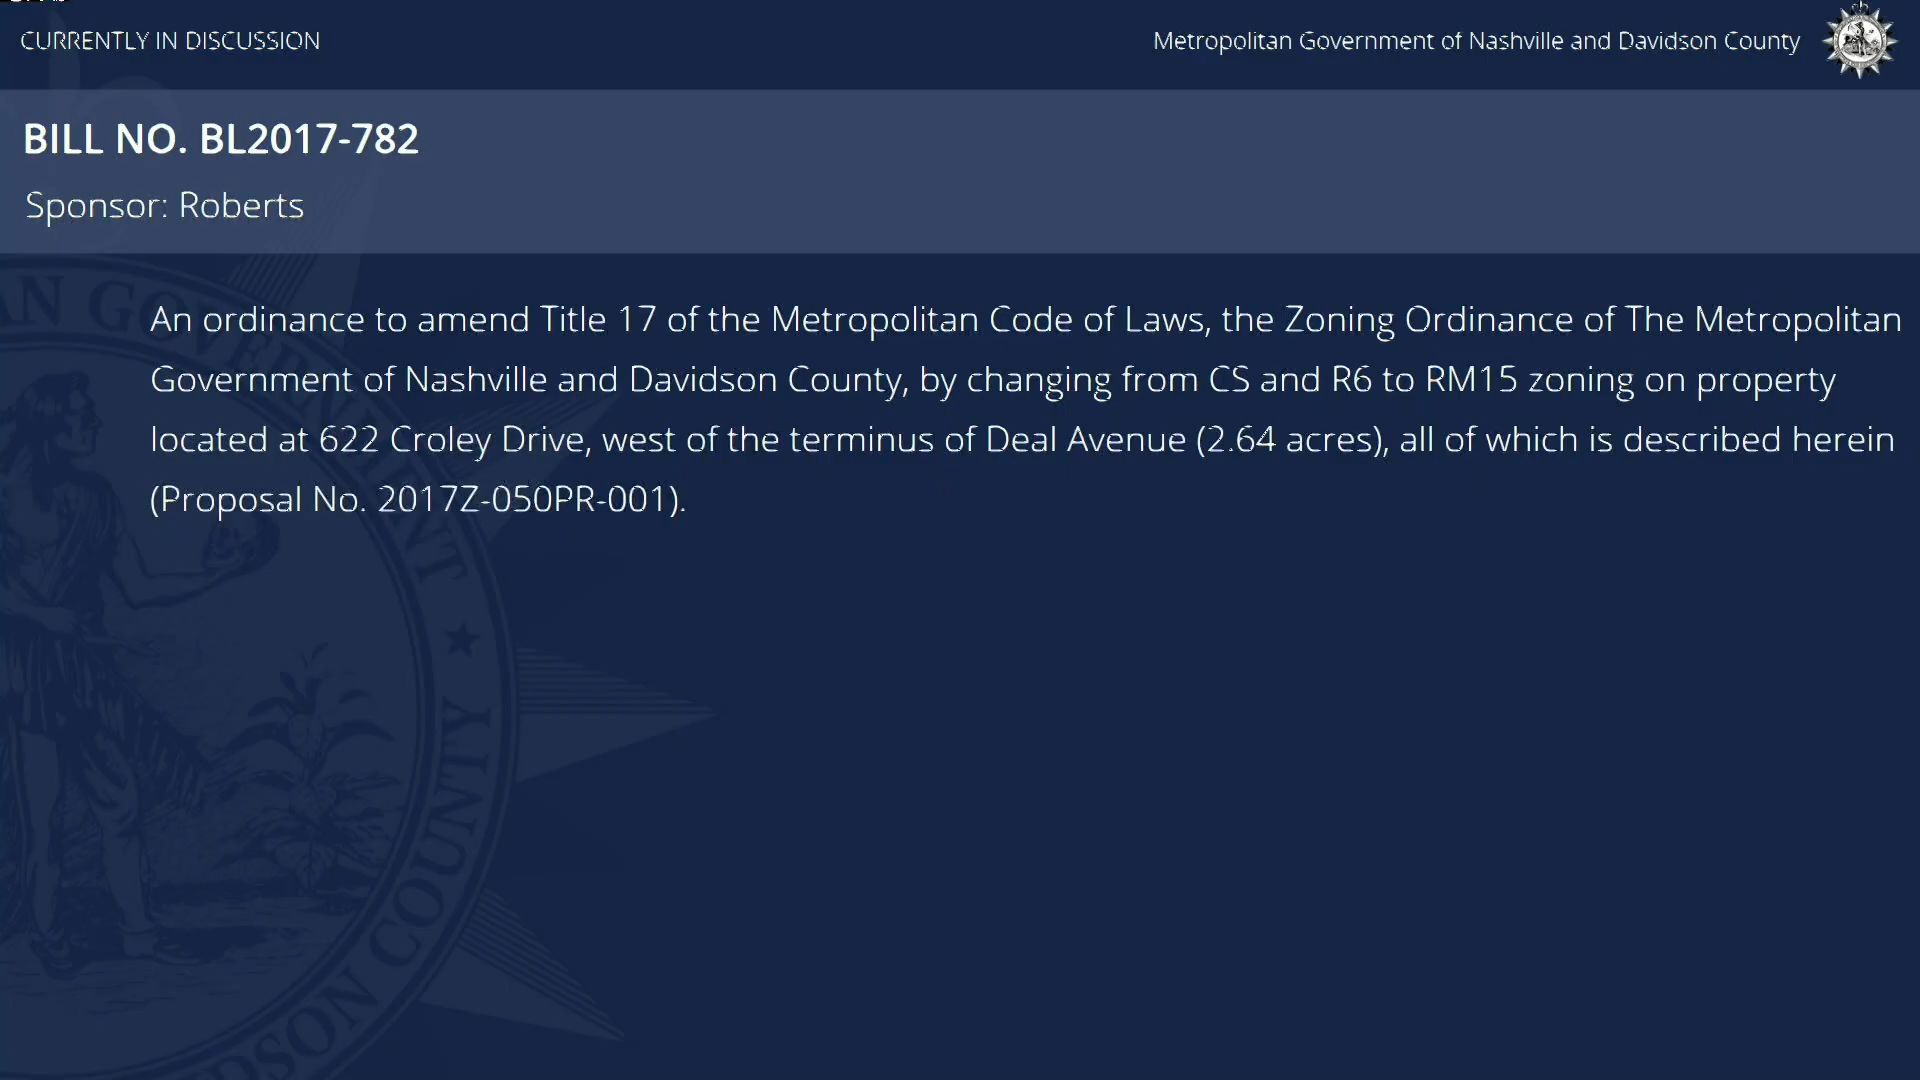 CURRENTLY IN DISCUSSION
Metropolitan Government of Nashville and Davidson County
BILL NO. BL2017-782
Sponsor: Roberts
An ordinance to amend Title 17 of the Metropolitan Code of Laws, the Zoning Ordinance of The Metropolitan
Government of Nashville and Davidson County, by changing from CS and R6 to RM15 zoning on property
located at 622 Croley Drive, west of the terminus of Deal Avenue (2.64 acres), all of which is described herein
(Proposal No. 2017Z-050PR-001).
AN GOVERNMENT ★
DSON COUNTY